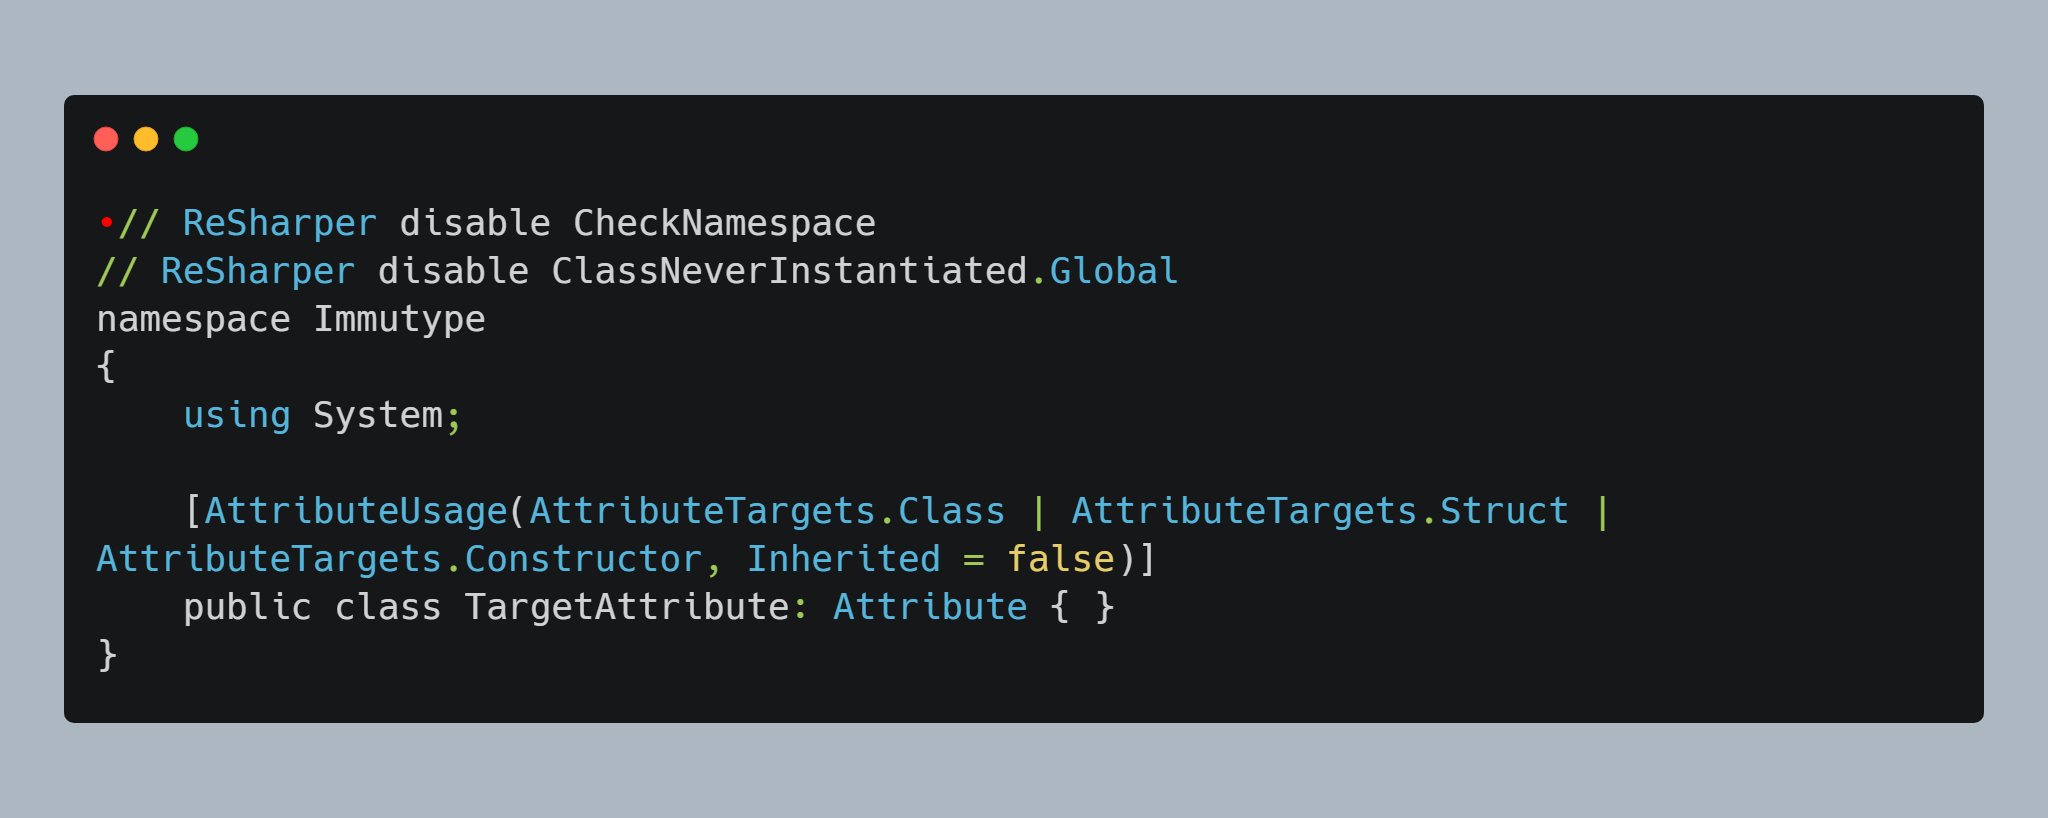 •// ReSharper disable CheckNamespace
// ReSharper disable ClassNeverInstantiated.Global
namespace Immutype
{
    using System;

    [AttributeUsage(AttributeTargets.Class | AttributeTargets.Struct |
AttributeTargets.Constructor, Inherited = false)]
    public class TargetAttribute: Attribute { }
}